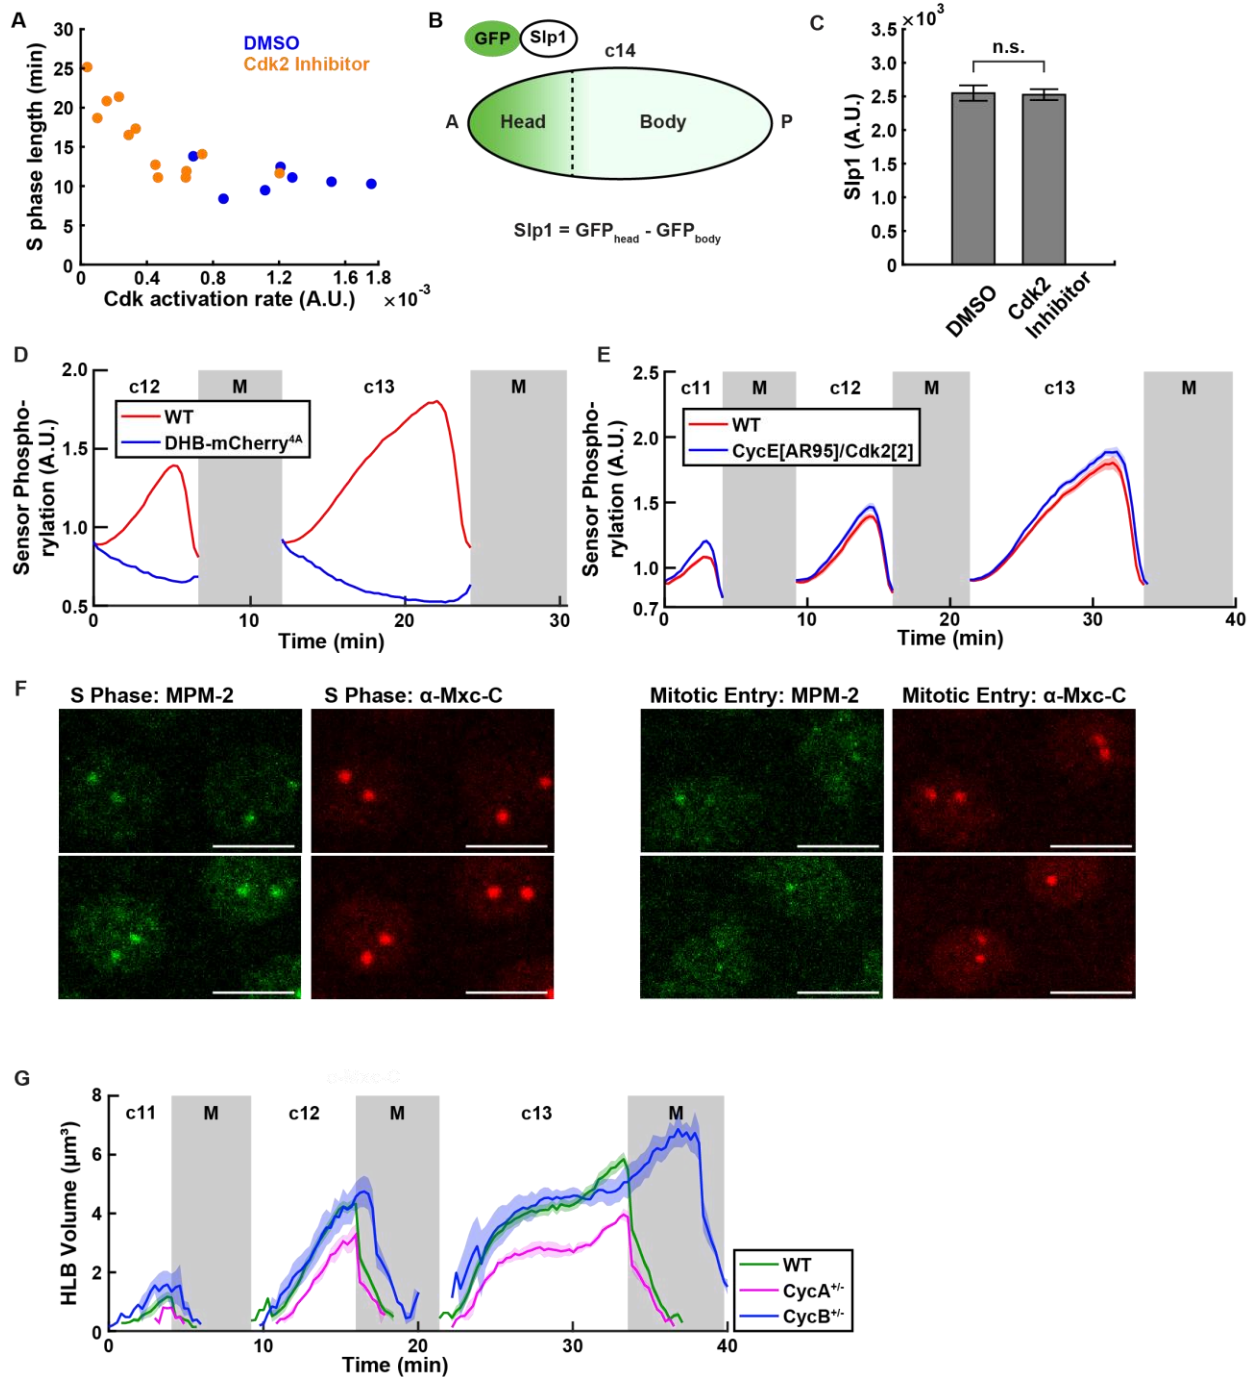 A
30
25
20
15
10
5
0
S phase length (min)
DMSO
Cdk2 Inhibitor
0 0.4 0.8 1.2 1.6 1.8
Cdk activation rate (A.U.) ×10⁻³
B
GFP Slp1
c14
A Head Body P
Slp1 = GFPhead - GFPbody
C
×10³
3.5
3.0
2.5
2.0
1.5
1.0
0.5
0
Slp1 (A.U.)
n.s.
DMSO
Cdk2
Inhibitor
D
2.0
1.5
1.0
0.5
Sensor Phospho-
rylation (A.U.)
c12 M c13 M
WT
DHB-mCherry⁴ᴬ
0 10 20 30
Time (min)
E
2.5
2.0
1.5
1.0
0.7
Sensor Phospho-
rylation (A.U.)
c11 M c12 M c13 M
WT
CycE[AR95]/Cdk2[2]
0 10 20 30 40
Time (min)
F
S Phase: MPM-2
S Phase: α-Mxc-C
Mitotic Entry: MPM-2
Mitotic Entry: α-Mxc-C
G
α-Mxc-C
8
6
4
2
0
HLB Volume (µm³)
c11 M c12 M c13 M
WT
CycA⁺/⁻
CycB⁺/⁻
0 10 20 30 40
Time (min)